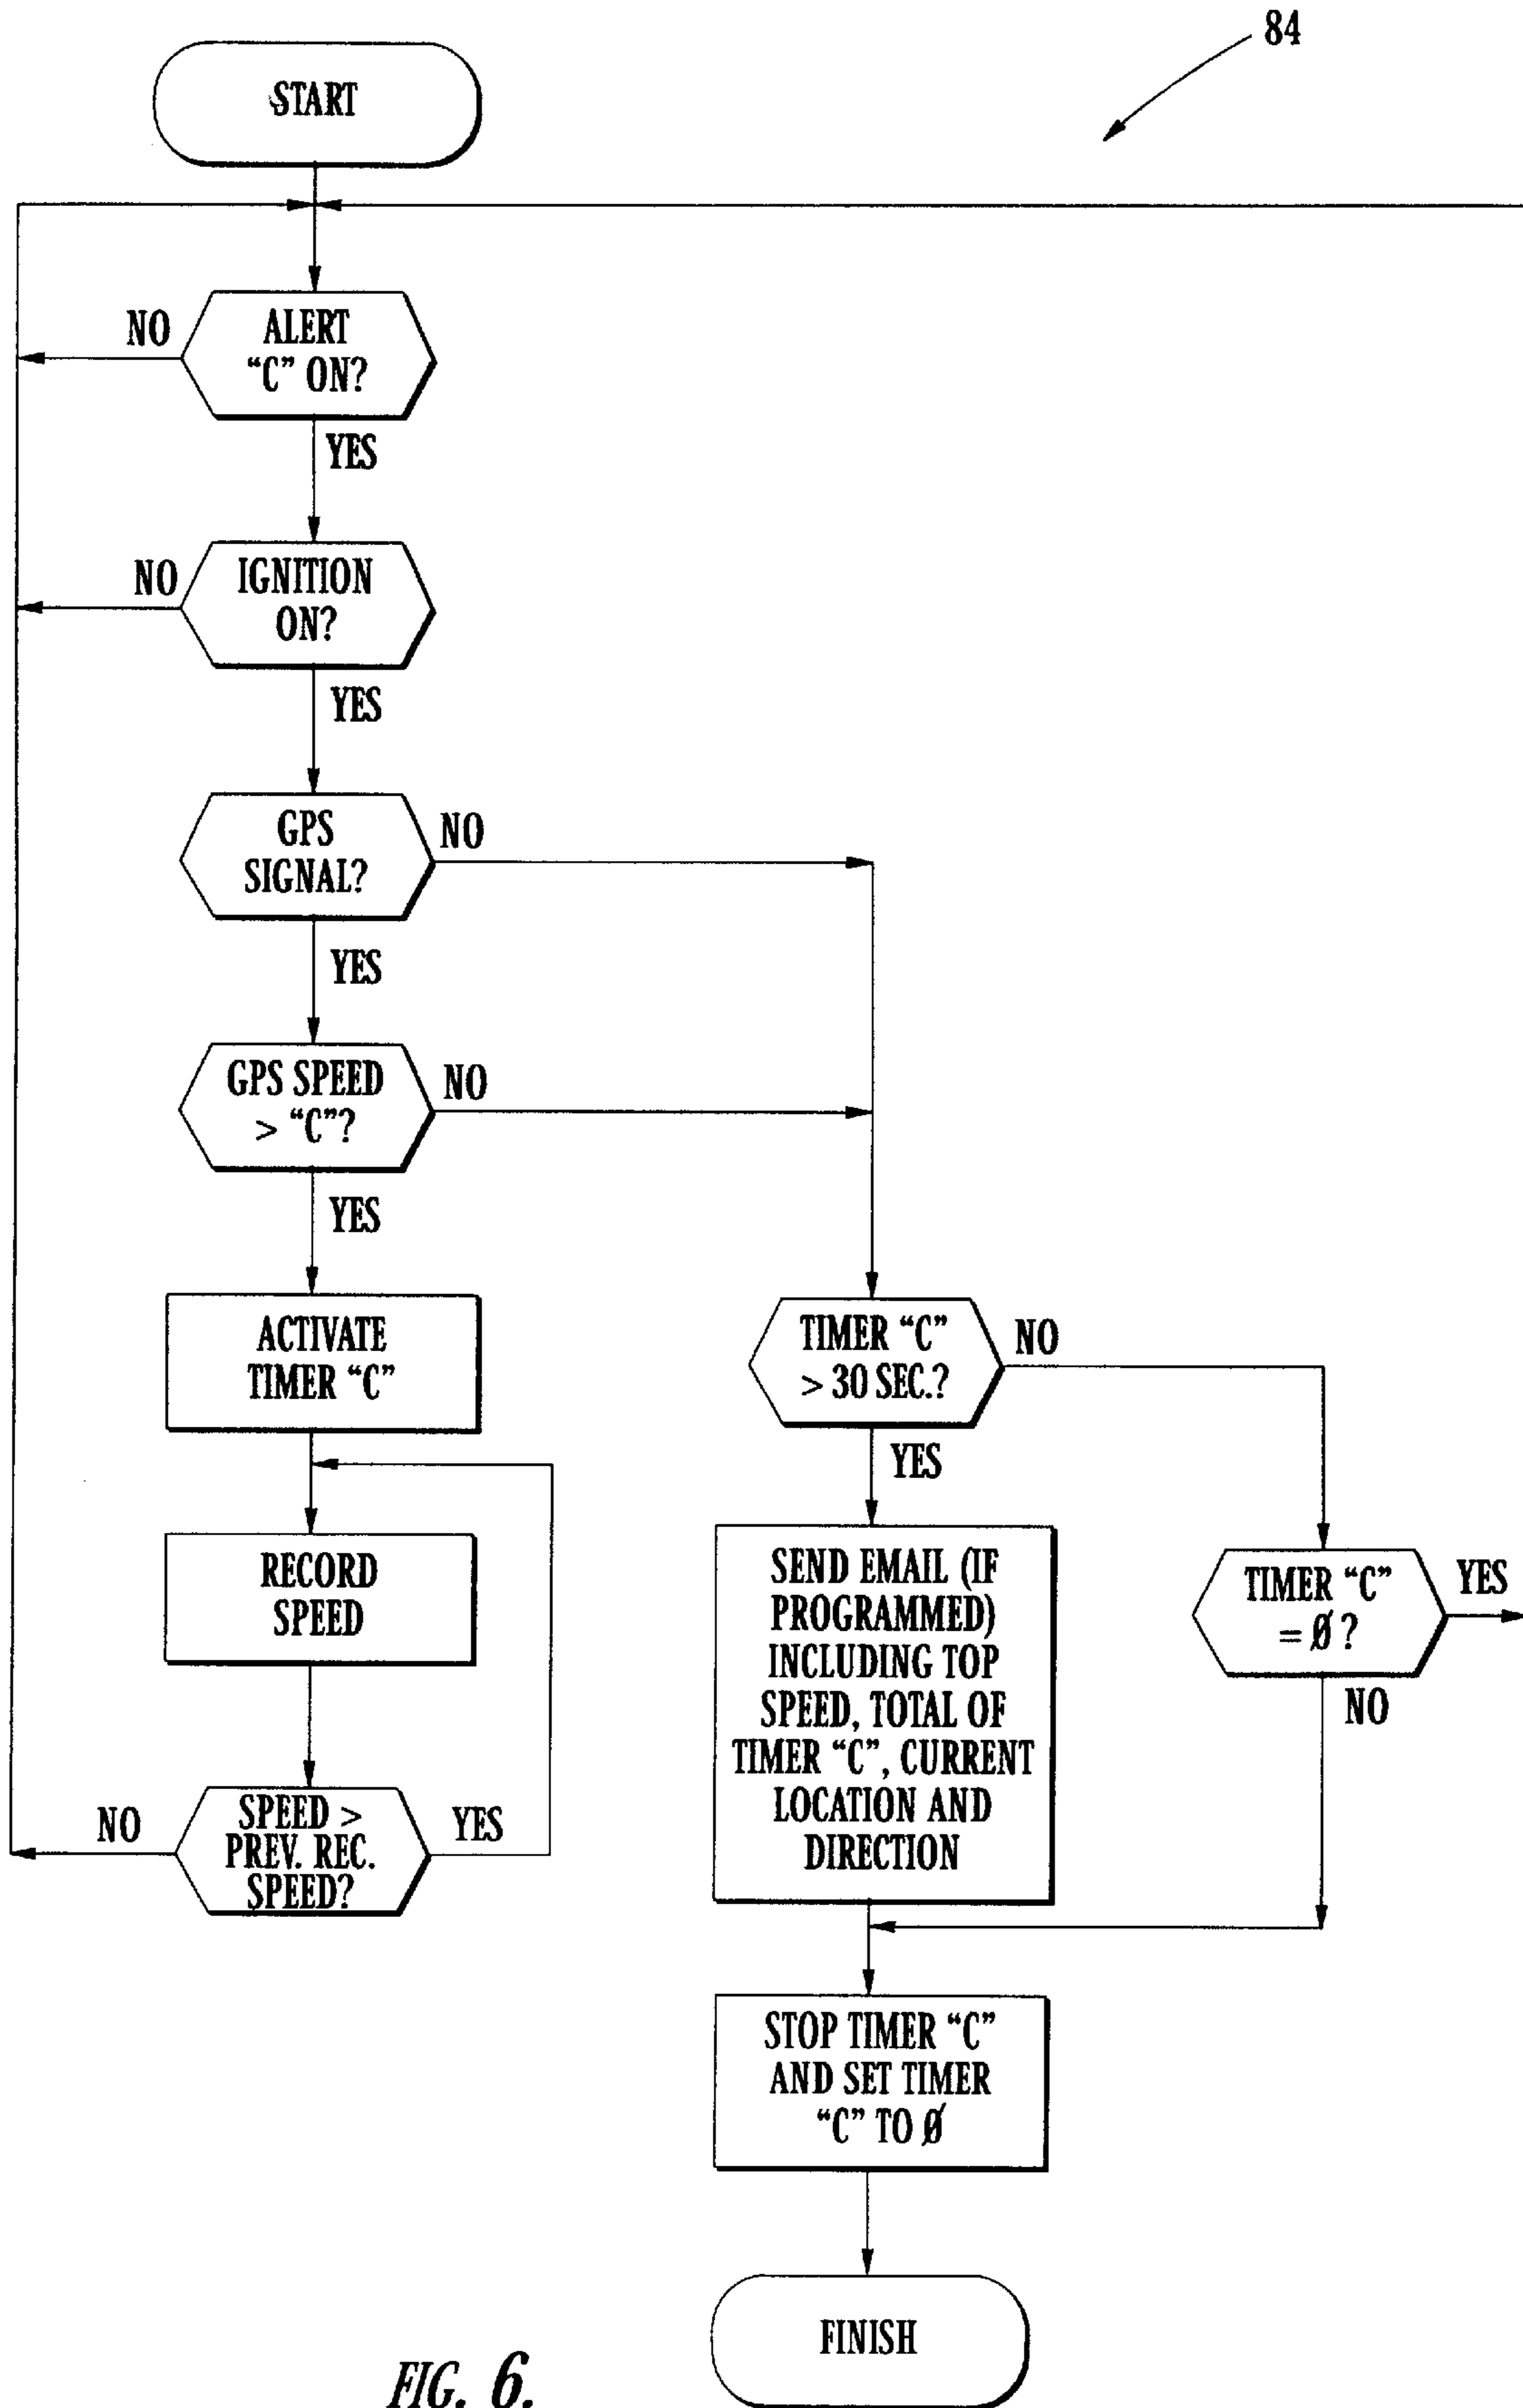 84
START
ALERT
“C” ON?
NO
YES
IGNITION
ON?
NO
YES
GPS
SIGNAL?
NO
YES
GPS SPEED
> “C”?
NO
YES
ACTIVATE
TIMER “C”
RECORD
SPEED
SPEED >
PREV. REC.
SPEED?
NO
YES
TIMER “C”
> 30 SEC.?
NO
YES
SEND EMAIL (IF
PROGRAMMED)
INCLUDING TOP
SPEED, TOTAL OF
TIMER “C”, CURRENT
LOCATION AND
DIRECTION
TIMER “C”
= Ø ?
YES
NO
STOP TIMER “C”
AND SET TIMER
“C” TO Ø
FINISH
FIG. 6.